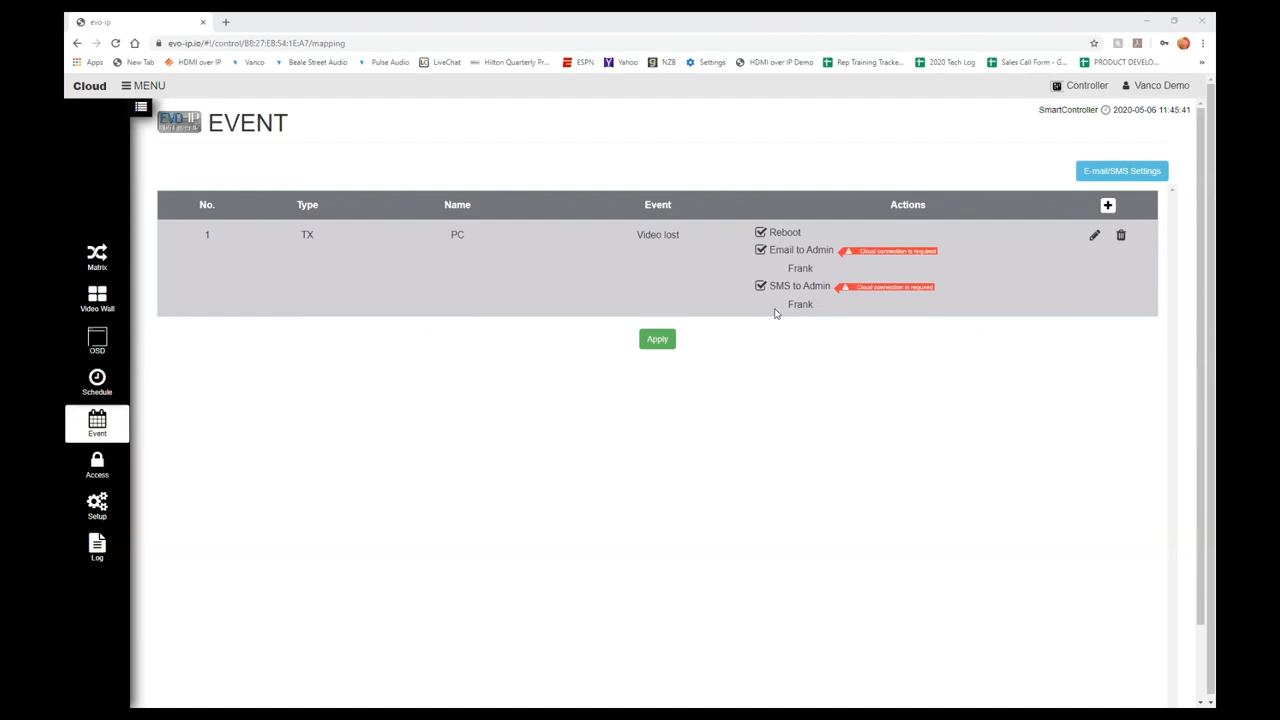 evo-ip
evo-ip.io/#!/control/B8:27:EB:54:1E:A7/mapping
Apps New Tab HDMI over IP Vanco Beale Street Audio Pulse Audio LiveChat Hilton Quarterly Pr... ESPN Yahoo NZB Settings HDMI over IP Demo Rep Training Tracke... 2020 Tech Log Sales Call Form - G... PRODUCT DEVELO...
Cloud MENU Controller Vanco Demo
SmartController 2020-05-06 11:45:41
EVO-IP EVENT
E-mail/SMS Settings
No. Type Name Event Actions
1 TX PC Video lost Reboot
Email to Admin Cloud connection is required
Frank
SMS to Admin Cloud connection is required
Frank
Apply
Matrix
Video Wall
OSD
Schedule
Event
Access
Setup
Log